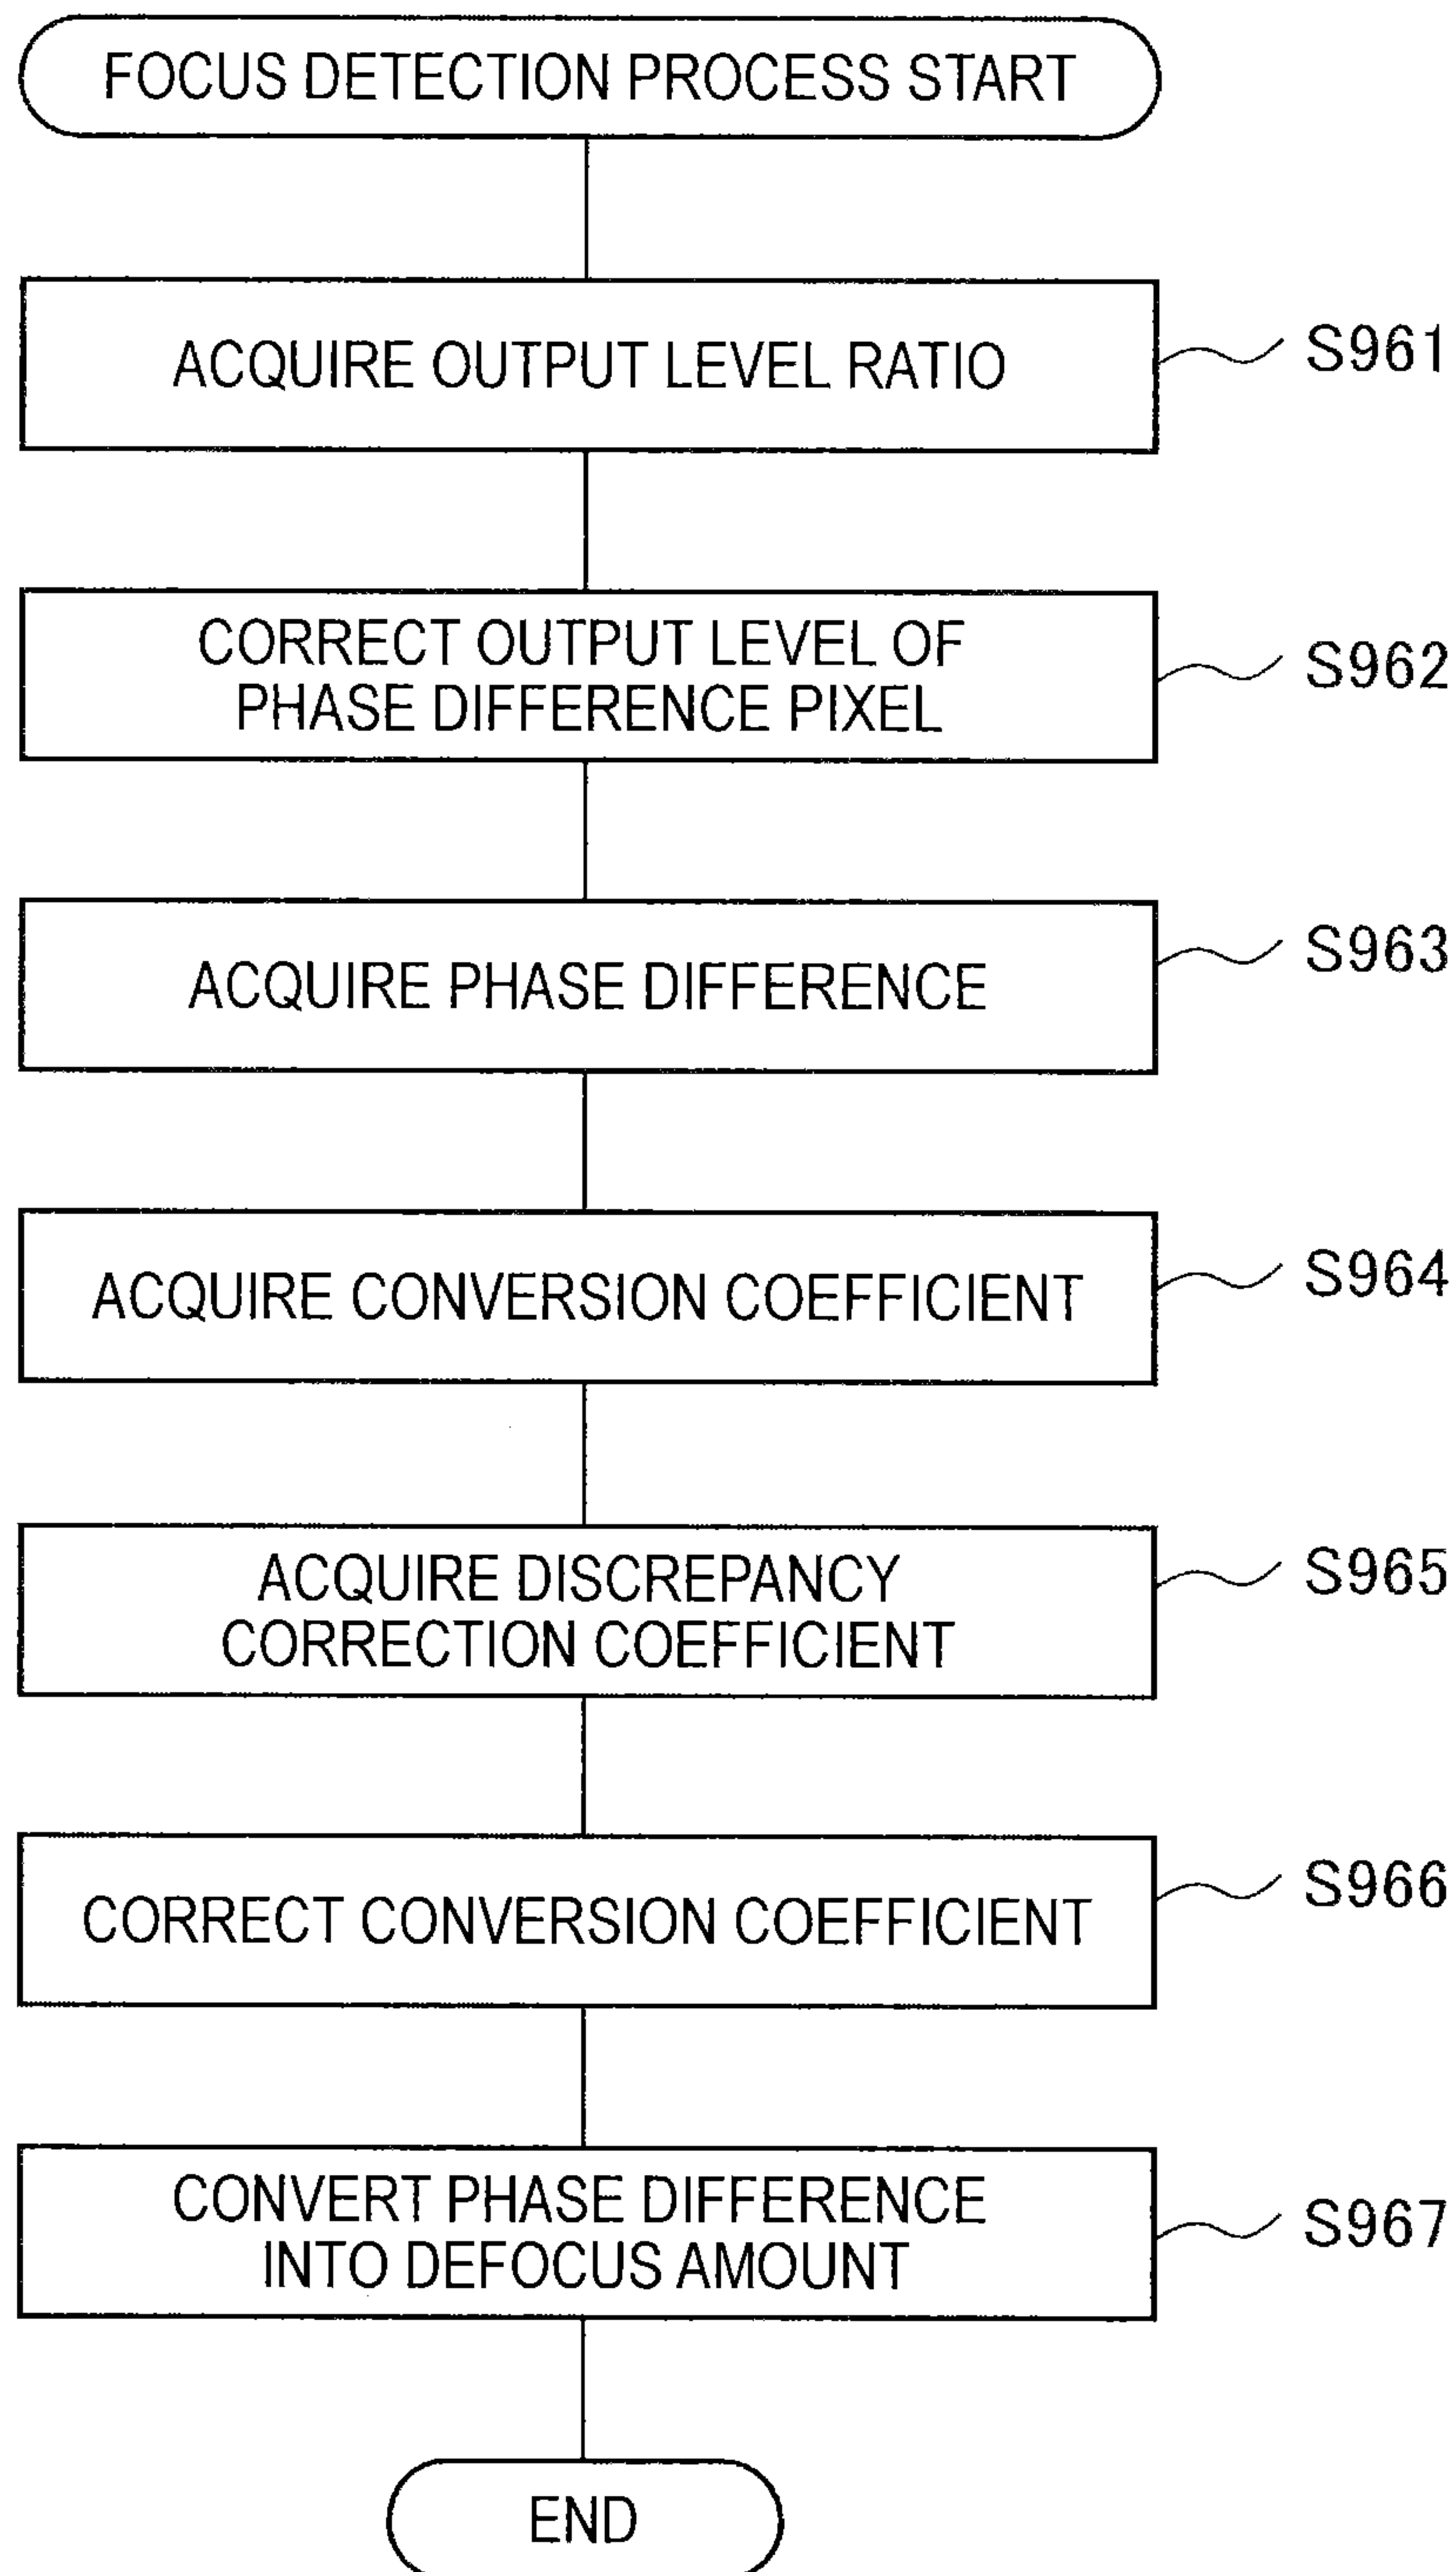 FOCUS DETECTION PROCESS START
ACQUIRE OUTPUT LEVEL RATIO
S961
CORRECT OUTPUT LEVEL OF
PHASE DIFFERENCE PIXEL
S962
ACQUIRE PHASE DIFFERENCE
S963
ACQUIRE CONVERSION COEFFICIENT
S964
ACQUIRE DISCREPANCY
CORRECTION COEFFICIENT
S965
CORRECT CONVERSION COEFFICIENT
S966
CONVERT PHASE DIFFERENCE
INTO DEFOCUS AMOUNT
S967
END